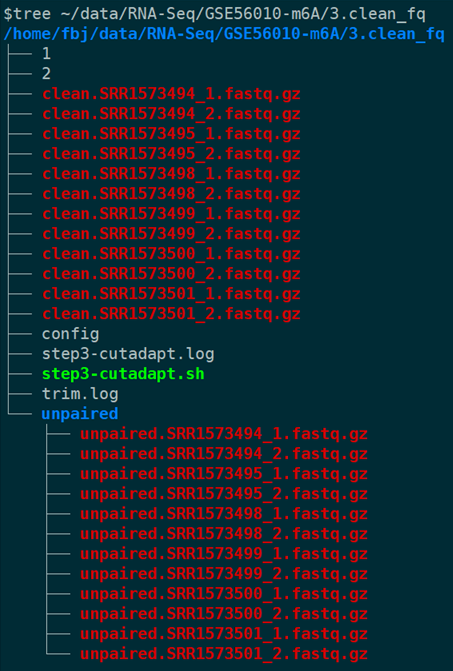 $tree ~/data/RNA-Seq/GSE56010-m6A/3.clean_fq
/home/fbj/data/RNA-Seq/GSE56010-m6A/3.clean_fq
├── 1
├── 2
├── clean.SRR1573494_1.fastq.gz
├── clean.SRR1573494_2.fastq.gz
├── clean.SRR1573495_1.fastq.gz
├── clean.SRR1573495_2.fastq.gz
├── clean.SRR1573498_1.fastq.gz
├── clean.SRR1573498_2.fastq.gz
├── clean.SRR1573499_1.fastq.gz
├── clean.SRR1573499_2.fastq.gz
├── clean.SRR1573500_1.fastq.gz
├── clean.SRR1573500_2.fastq.gz
├── clean.SRR1573501_1.fastq.gz
├── clean.SRR1573501_2.fastq.gz
├── config
├── step3-cutadapt.log
├── step3-cutadapt.sh
├── trim.log
└── unpaired
    ├── unpaired.SRR1573494_1.fastq.gz
    ├── unpaired.SRR1573494_2.fastq.gz
    ├── unpaired.SRR1573495_1.fastq.gz
    ├── unpaired.SRR1573495_2.fastq.gz
    ├── unpaired.SRR1573498_1.fastq.gz
    ├── unpaired.SRR1573498_2.fastq.gz
    ├── unpaired.SRR1573499_1.fastq.gz
    ├── unpaired.SRR1573499_2.fastq.gz
    ├── unpaired.SRR1573500_1.fastq.gz
    ├── unpaired.SRR1573500_2.fastq.gz
    ├── unpaired.SRR1573501_1.fastq.gz
    └── unpaired.SRR1573501_2.fastq.gz